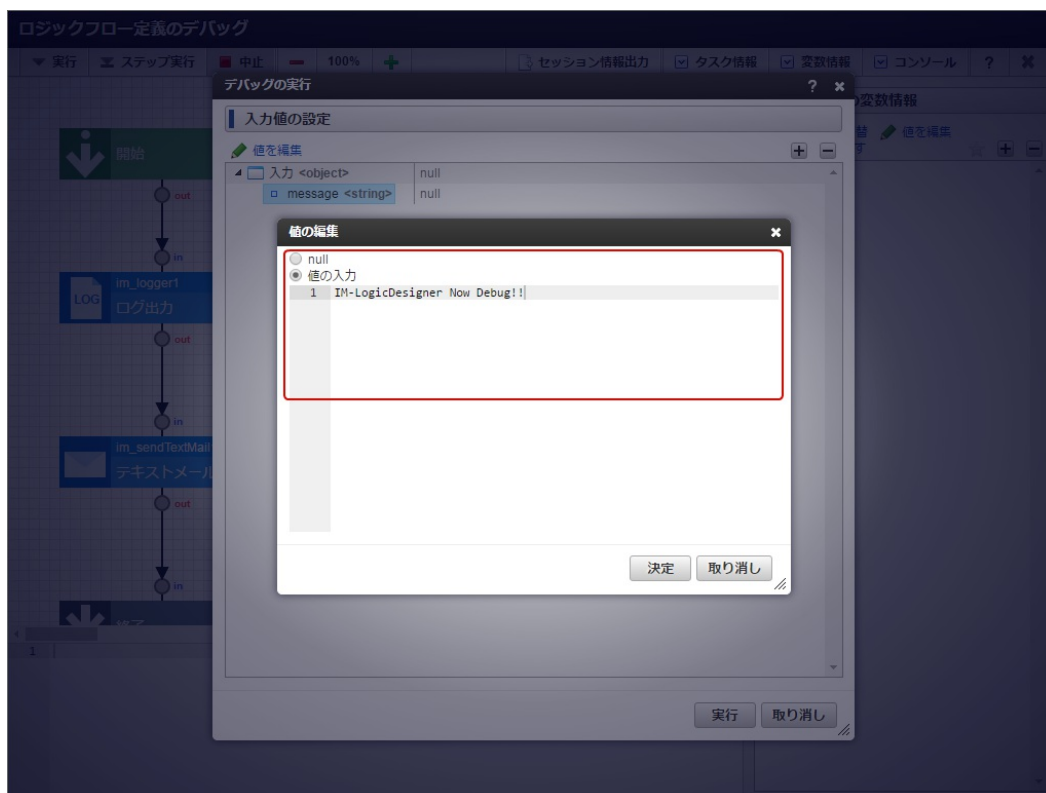 ロジックフロー定義のデバッグ
実行 ステップ実行 中止 100% セッション情報出力 タスク情報 変数情報 コンソール ?
デバッグの実行 ?
入力値の設定
の変数情報
値を編集
替 値を編集
す
入力 <object> null
message <string> null
開始
out
値の編集
null
値の入力
1 IM-LogicDesigner Now Debug!!
in
im_logger1
LOG ログ出力
out
in
im_sendTextMail
テキストメール
out
決定 取り消し
in
終了
1
実行 取り消し